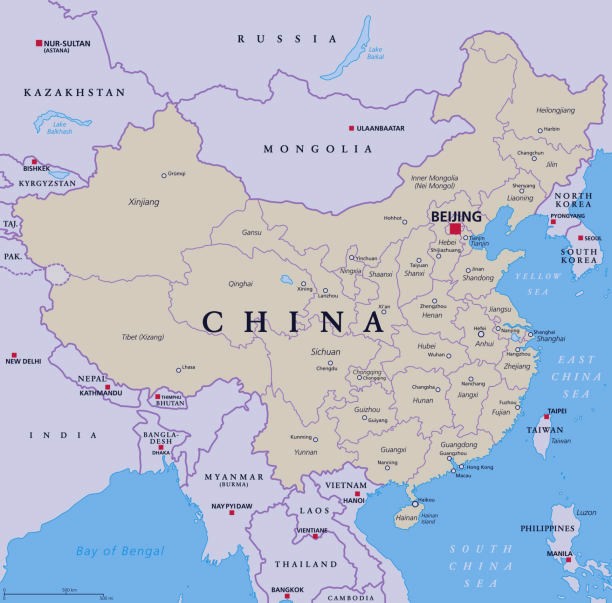 RUSSIA
NUR-SULTAN
(ASTANA)
Lake
Baikal
KAZAKHSTAN
Heilongjiang
Lake
Balkhash
ULAANBAATAR
Harbin
MONGOLIA
Changchun
Jilin
BISHKEK
Ürümqi
Inner Mongolia
(Nei Mongol)
Shenyang
KYRGYZSTAN
Liaoning
Xinjiang
NORTH
KOREA
Hohhot
BEIJING
PYONGYANG
TAJ.
Gansu
Tianjin
Tianjin
Hebei
SEOUL
Shijiazhuang
SOUTH
KOREA
PAK.
Yinchuan
Taiyuan
Ningxia
Shaanxi
Shanxi
Jinan
Shandong
YELLOW
SEA
Qinghai
Xining
Lanzhou
Xi'an
Zhengzhou
Henan
Jiangsu
CHINA
Hefei
Nanjing
Shanghai
Shanghai
Anhui
Tibet (Xizang)
Sichuan
Hubei
Wuhan
Hangzhou
Zhejiang
NEW DELHI
Lhasa
Chengdu
Chongqing
Chongqing
EAST
CHINA
SEA
NEPAL
KATHMANDU
THIMPHU
BHUTAN
Changsha
Nanchang
Hunan
Jiangxi
Guizhou
Guiyang
Fuzhou
Fujian
TAIPEI
INDIA
BANGLA-
DESH
DHAKA
Kunming
Yunnan
Guangxi
Nanning
Guangdong
Guangzhou
Hong Kong
Macau
TAIWAN
Taiwan
MYANMAR
(BURMA)
VIETNAM
HANOI
Haikou
Hainan
Hainan
Island
NAYPYIDAW
LAOS
Luzon
VIENTIANE
PHILIPPINES
Bay of Bengal
SOUTH
CHINA
SEA
MANILA
THAILAND
BANGKOK
CAMBODIA
500 km